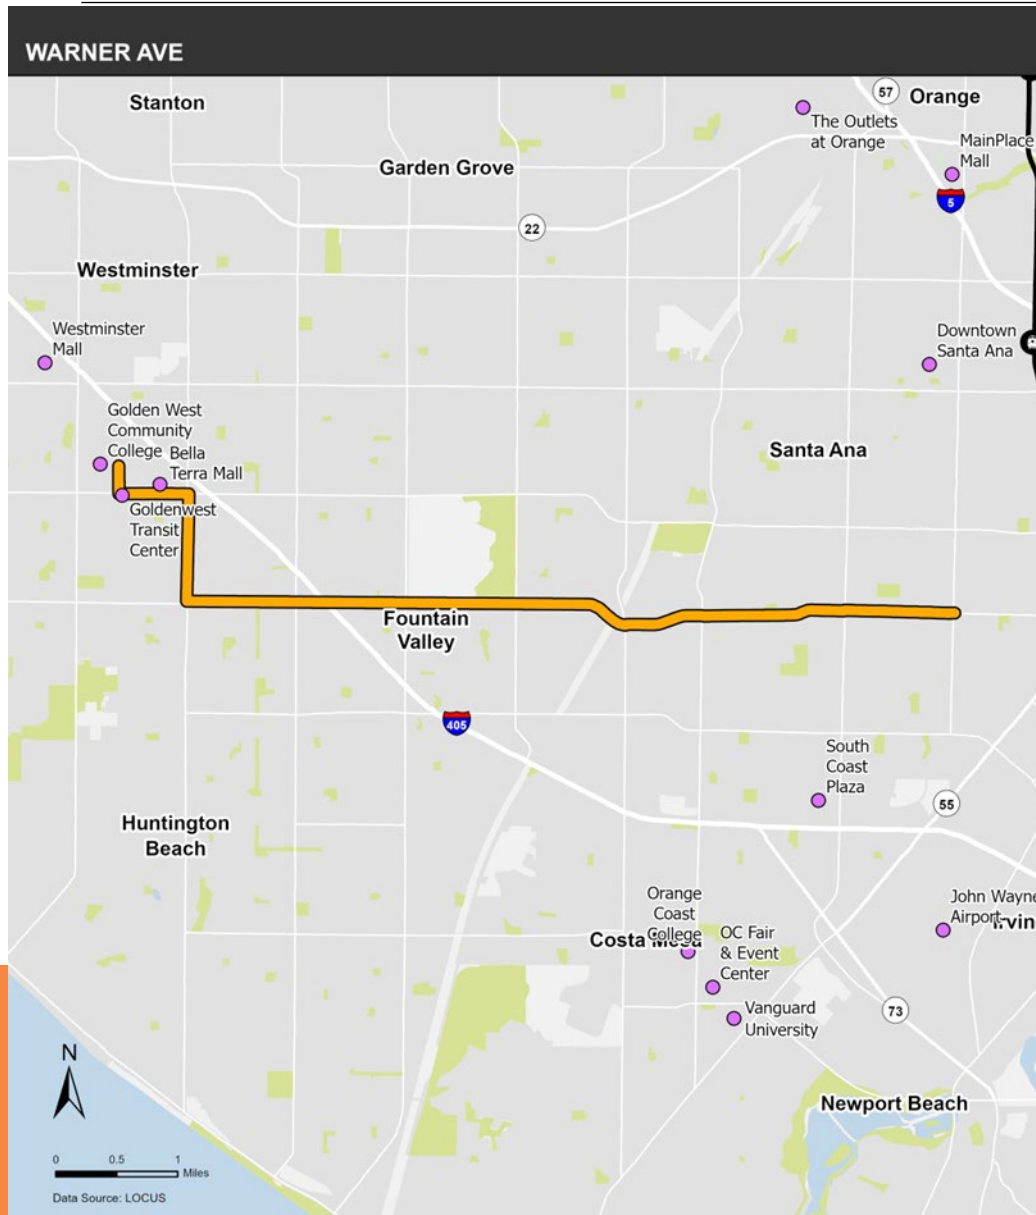 WARNER AVE
Stanton
57
Orange
The Outlets
at Orange
MainPlace
Mall
Garden Grove
5
22
Westminster
Westminster
Mall
Downtown
Santa Ana
Golden West
Community
College
Bella
Terra Mall
Santa Ana
Goldenwest
Transit
Center
Fountain
Valley
405
South
Coast
Plaza
55
Huntington
Beach
Orange
Coast
College
Costa Mesa
OC Fair
& Event
Center
John Wayne
Airport
Irvin
Vanguard
University
73
N
Newport Beach
0 0.5 1
Miles
Data Source: LOCUS